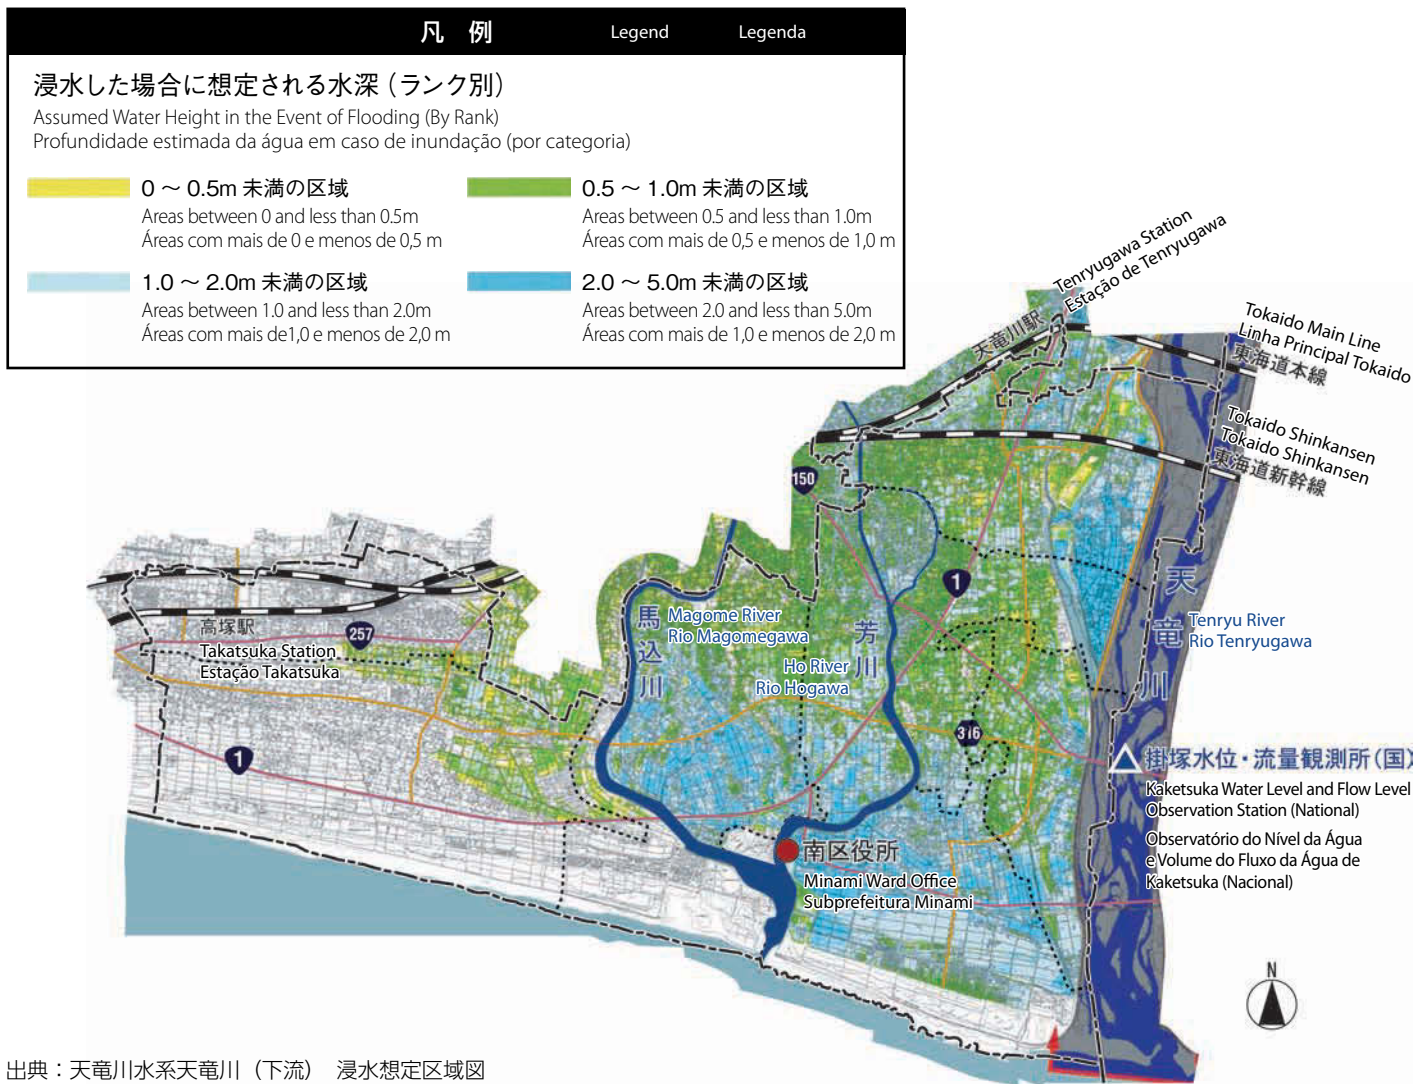 凡 例 Legend Legenda
浸水した場合に想定される水深（ランク別）
Assumed Water Height in the Event of Flooding (By Rank)
Profundidade estimada da água em caso de inundação (por categoria)
0 ～ 0.5m 未満の区域
Areas between 0 and less than 0.5m
Áreas com mais de 0 e menos de 0,5 m
0.5 ～ 1.0m 未満の区域
Areas between 0.5 and less than 1.0m
Áreas com mais de 0,5 e menos de 1,0 m
1.0 ～ 2.0m 未満の区域
Areas between 1.0 and less than 2.0m
Áreas com mais de1,0 e menos de 2,0 m
2.0 ～ 5.0m 未満の区域
Areas between 2.0 and less than 5.0m
Áreas com mais de 1,0 e menos de 2,0 m
Tenryugawa Station
Estação de Tenryugawa
天竜川駅
Tokaido Main Line
Linha Principal Tokaido
東海道本線
Tokaido Shinkansen
Tokaido Shinkansen
東海道新幹線
150
1
高塚駅
257
Takatsuka Station
Estação Takatsuka
馬込川
Magome River
Rio Magomegawa
芳川
Ho River
Rio Hogawa
天竜川
Tenryu River
Rio Tenryugawa
316
1
掛塚水位・流量観測所（国）
Kaketsuka Water Level and Flow Level
Observation Station (National)
Observatório do Nível da Água
e Volume do Fluxo da Água de
Kaketsuka (Nacional)
南区役所
Minami Ward Office
Subprefeitura Minami
N
出典：天竜川水系天竜川（下流） 浸水想定区域図